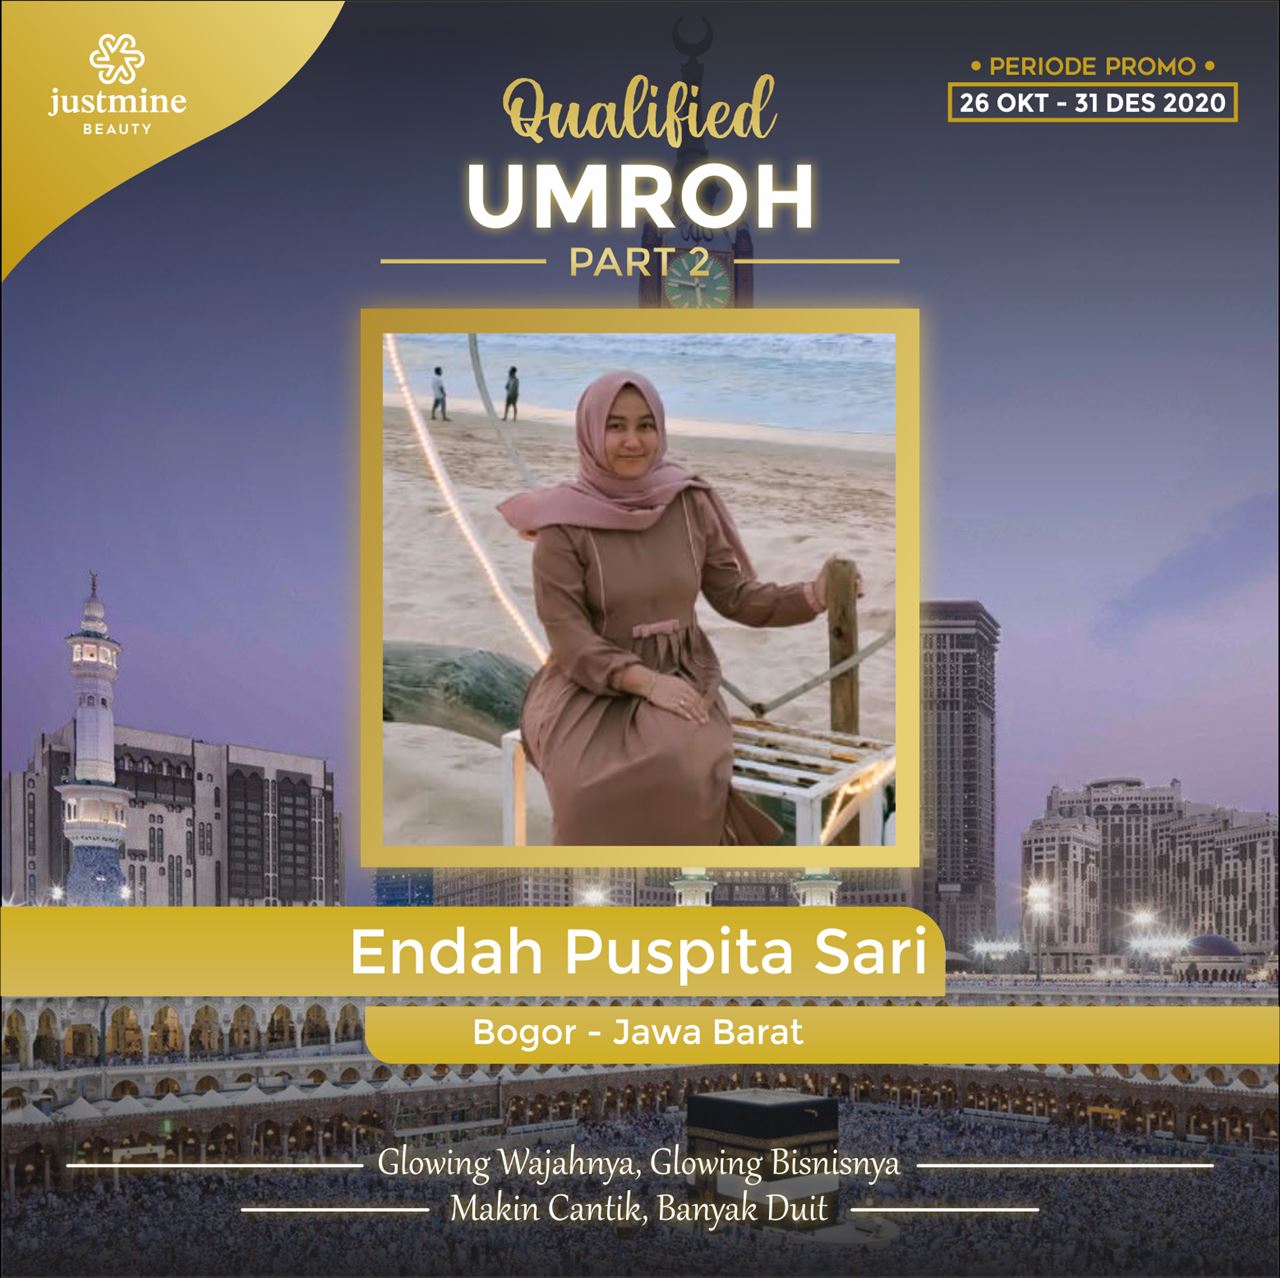 justmine
BEAUTY
• PERIODE PROMO •
26 OKT - 31 DES 2020
Qualified
UMROH
PART 2
Endah Puspita Sari
Bogor - Jawa Barat
Glowing Wajahnya, Glowing Bisnisnya
Makin Cantik, Banyak Duit